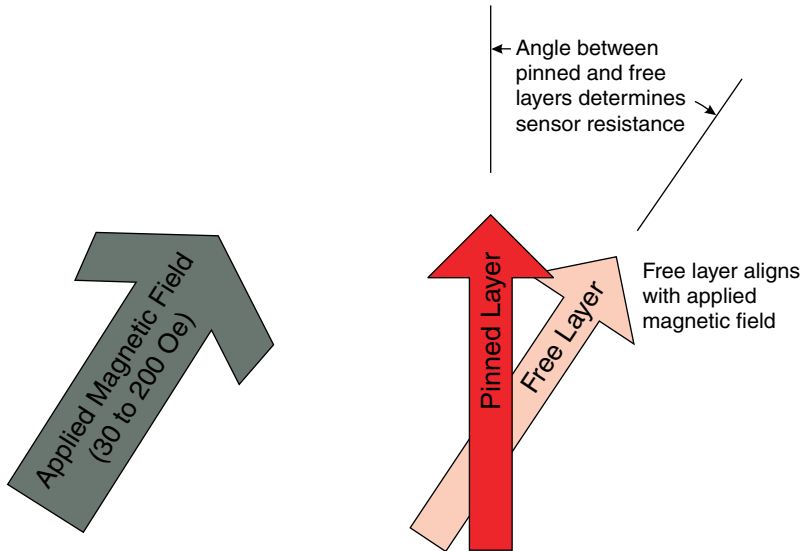 Angle between
pinned and free
layers determines
sensor resistance
Applied Magnetic Field
(30 to 200 Oe)
Pinned Layer
Free Layer
Free layer aligns
with applied
magnetic field